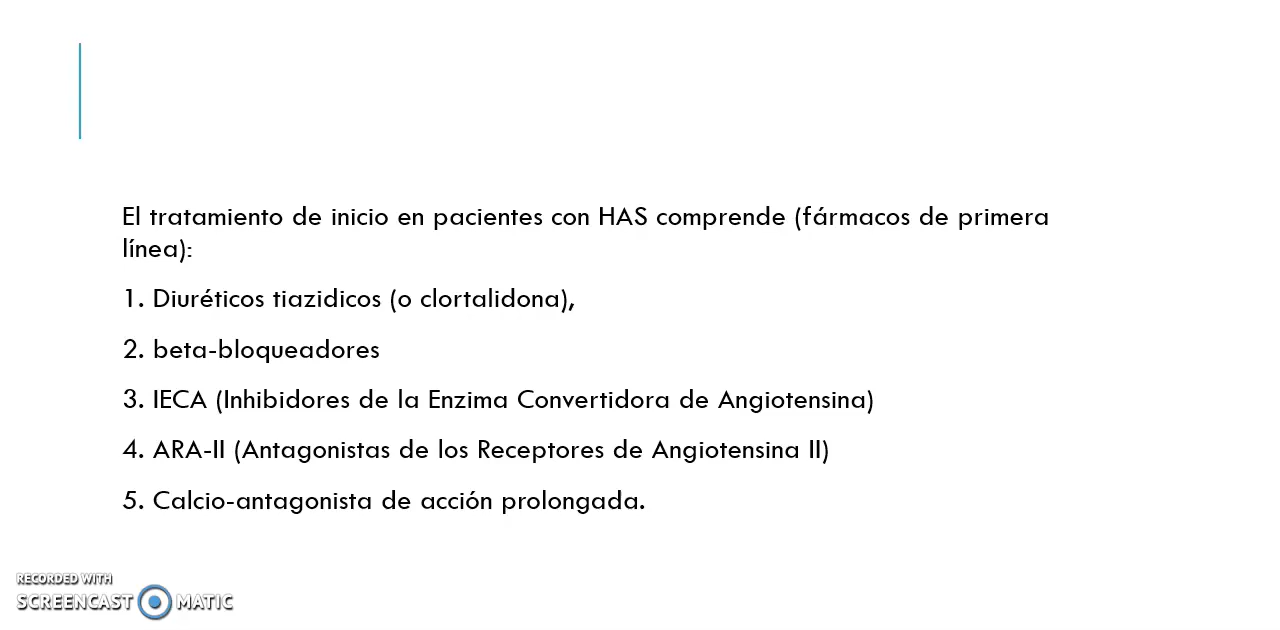 El tratamiento de inicio en pacientes con HAS comprende (fármacos de primera
línea):
1. Diuréticos tiazidicos (o clortalidona),
2. beta-bloqueadores
3. IECA (Inhibidores de la Enzima Convertidora de Angiotensina)
4. ARA-II (Antagonistas de los Receptores de Angiotensina II)
5. Calcio-antagonista de acción prolongada.
RECORDED WITH
SCREENCAST MATIC